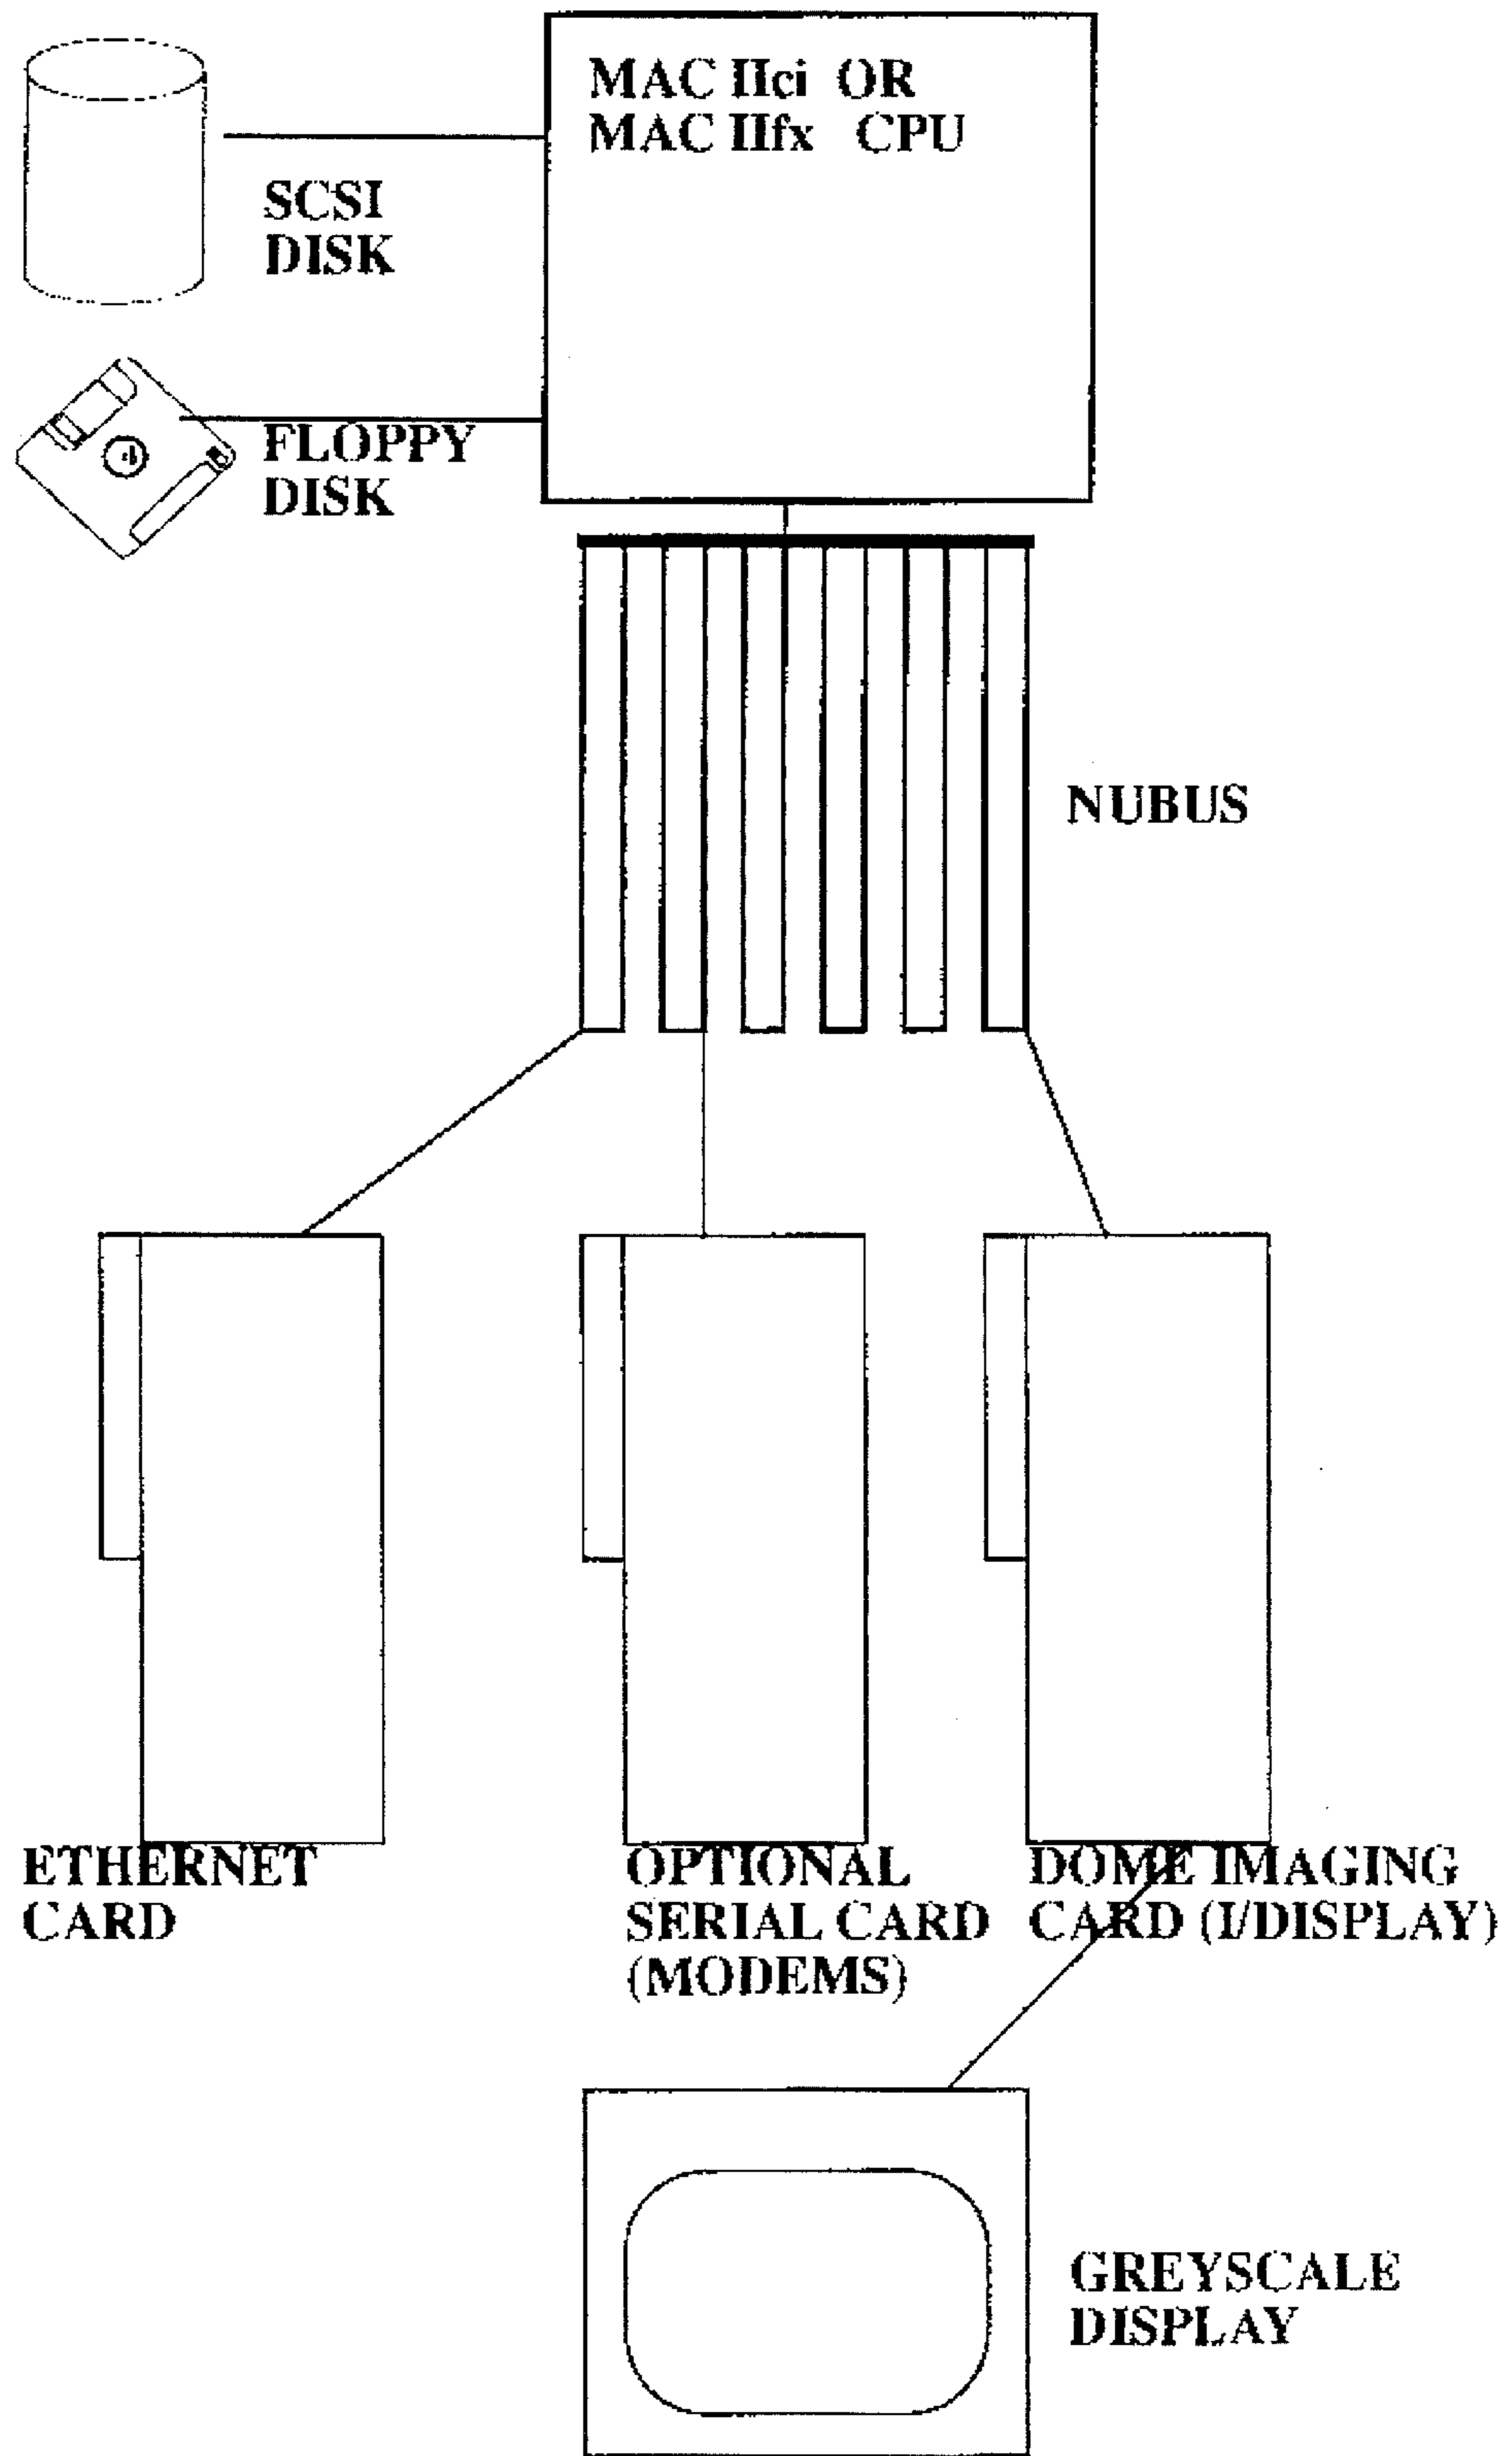 MAC IIci OR
MAC IIfx CPU
SCSI
DISK
FLOPPY
DISK
NUBUS
ETHERNET
CARD
OPTIONAL
SERIAL CARD
(MODEMS)
DOME IMAGING
CARD (I/DISPLAY)
GREYSCALE
DISPLAY